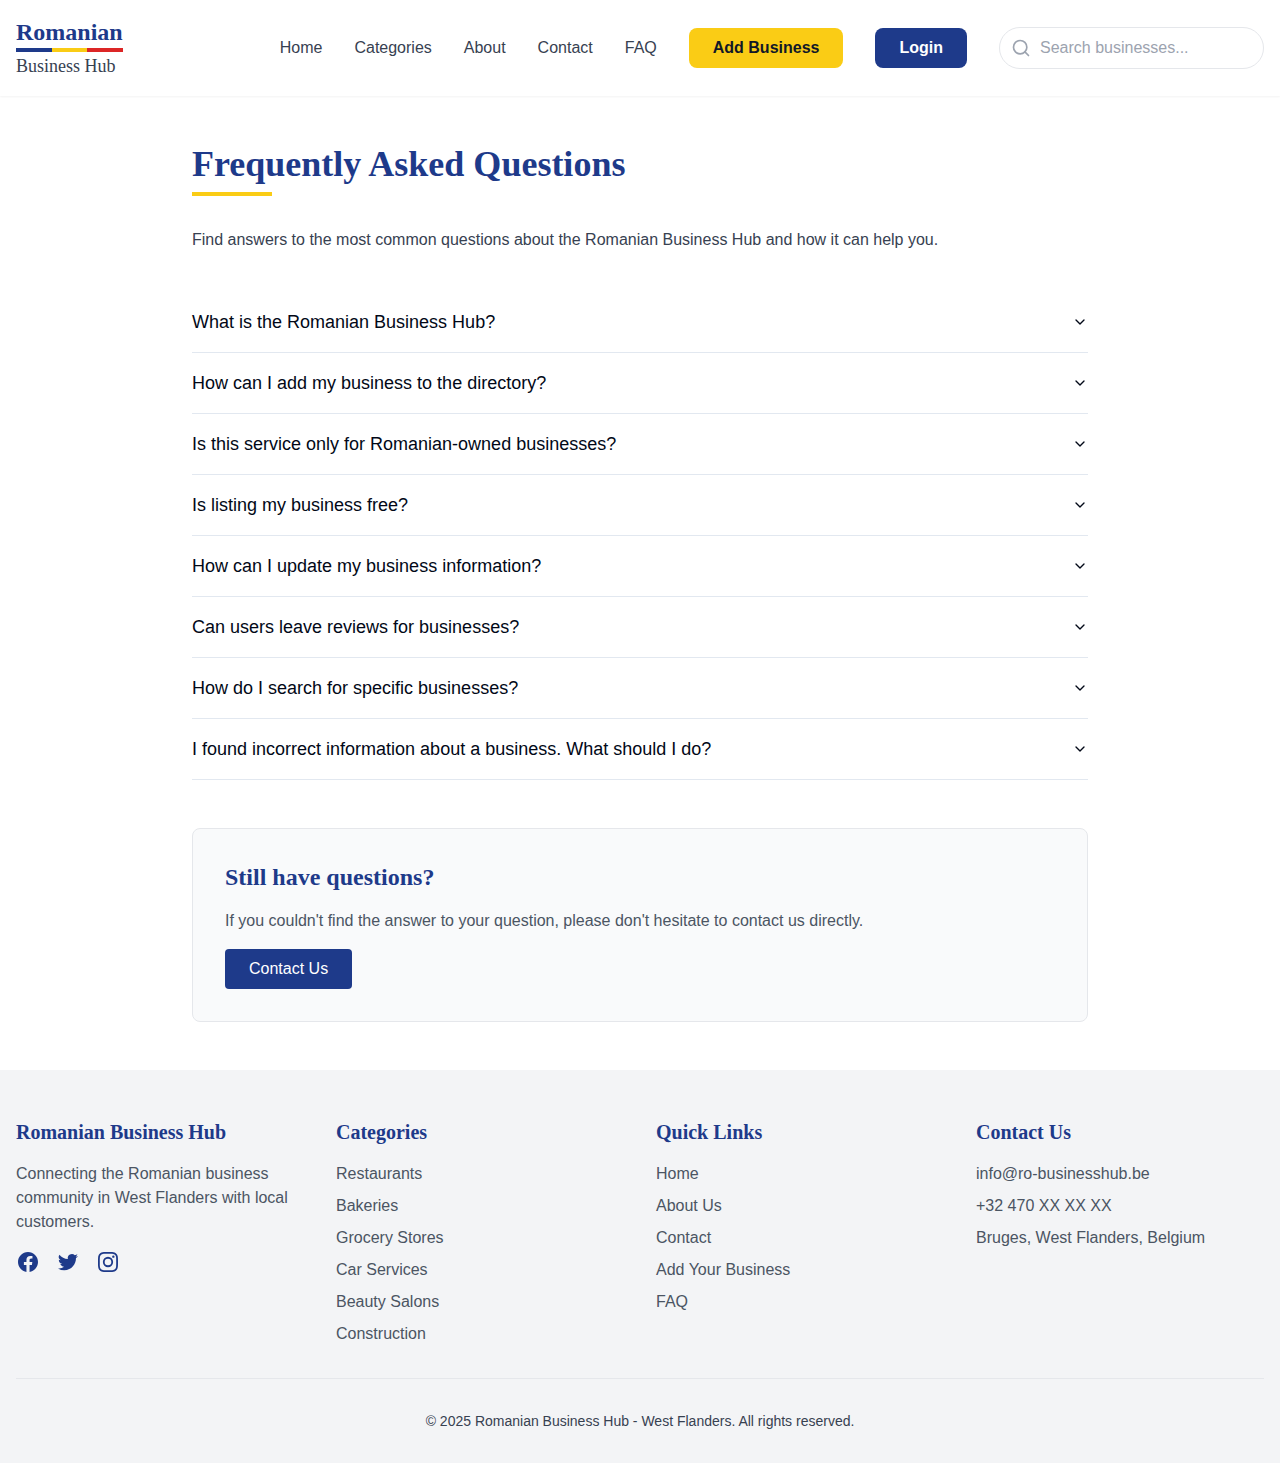 Romanian
Business Hub
Home
Categories
About
Contact
FAQ
Add Business
Login
Search businesses...
Frequently Asked Questions
Find answers to the most common questions about the Romanian Business Hub and how it can help you.
What is the Romanian Business Hub?
How can I add my business to the directory?
Is this service only for Romanian-owned businesses?
Is listing my business free?
How can I update my business information?
Can users leave reviews for businesses?
How do I search for specific businesses?
I found incorrect information about a business. What should I do?
Still have questions?
If you couldn't find the answer to your question, please don't hesitate to contact us directly.
Contact Us
Romanian Business Hub
Connecting the Romanian business
community in West Flanders with local
customers.
Categories
Restaurants
Bakeries
Grocery Stores
Car Services
Beauty Salons
Construction
Quick Links
Home
About Us
Contact
Add Your Business
FAQ
Contact Us
info@ro-businesshub.be
+32 470 XX XX XX
Bruges, West Flanders, Belgium
© 2025 Romanian Business Hub - West Flanders. All rights reserved.